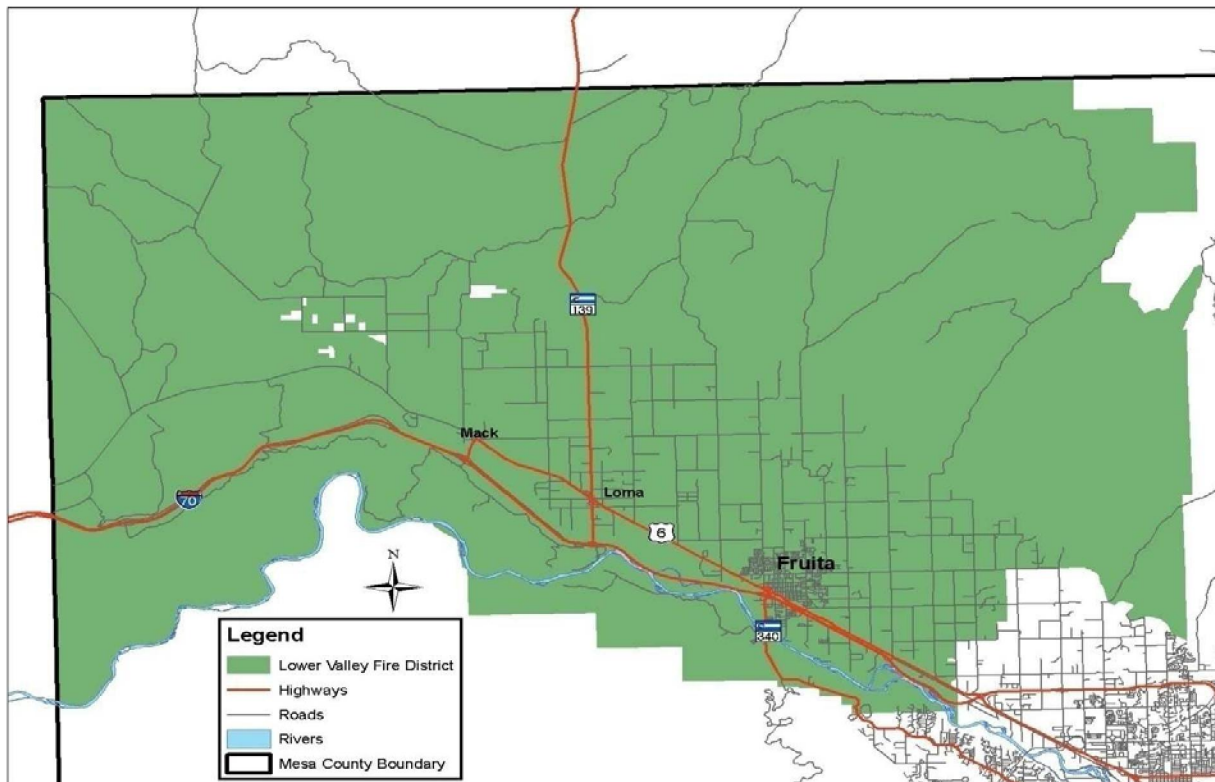 139
Mack
70
Loma
6
Fruita
N
340
Legend
Lower Valley Fire District
Highways
Roads
Rivers
Mesa County Boundary